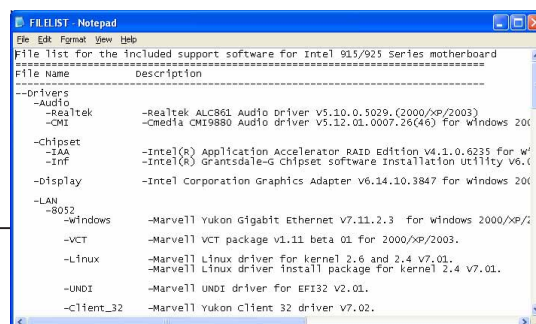 FILELIST - Notepad
File Edit Format View Help
File list for the included support software for Intel 915/925 Series motherboard
================================================================================
File Name Description
--------------------------------------------------------------------------------
--Drivers
-Audio
-Realtek -Realtek ALC861 Audio Driver V5.10.0.5029.(2000/XP/2003)
-CMI -Cmedia CMI9880 Audio driver V5.12.01.0007.26(46) for Windows 200
-Chipset
-IAA -Intel(R) Application Accelerator RAID Edition V4.1.0.6235 for Wi
-Inf -Intel(R) Grantsdale-G Chipset software Installation Utility V6.0
-Display -Intel Corporation Graphics Adapter V6.14.10.3847 for Windows 200
-LAN
-8052
-Windows -Marvell Yukon Gigabit Ethernet V7.11.2.3 for Windows 2000/XP/2
-VCT -Marvell VCT package v1.11 beta 01 for 2000/XP/2003.
-Linux -Marvell Linux driver for kernel 2.6 and 2.4 v7.01.
-Marvell Linux driver install package for kernel 2.4 v7.01.
-UNDI -Marvell UNDI driver for EFI32 V2.01.
-Client_32 -Marvell Yukon Client 32 driver v7.02.